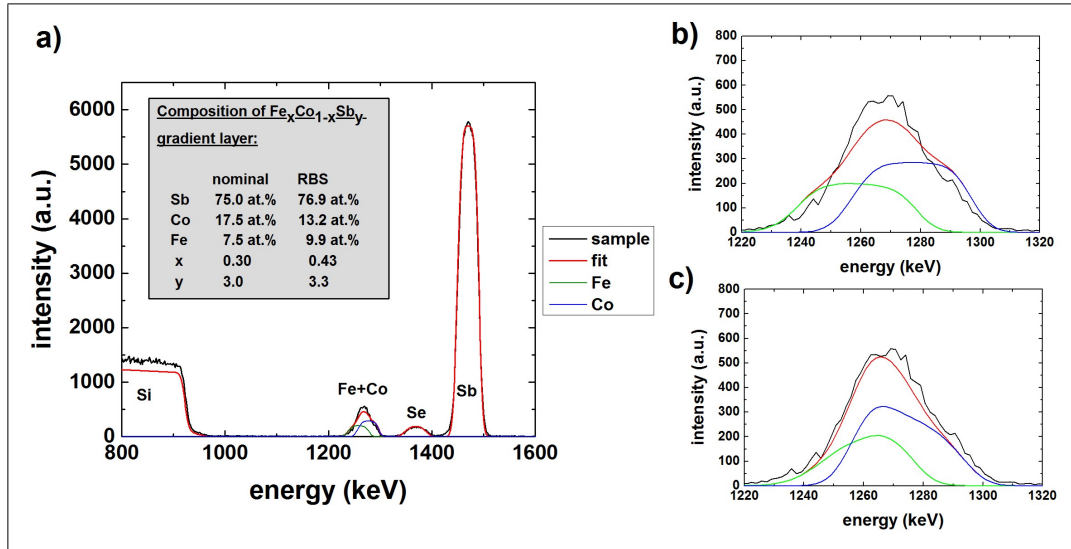 a)
Composition of FexCo1-xSby-
gradient layer:
nominal RBS
Sb 75.0 at.% 76.9 at.%
Co 17.5 at.% 13.2 at.%
Fe 7.5 at.% 9.9 at.%
x 0.30 0.43
y 3.0 3.3
6000
5000
4000
3000
2000
1000
0
intensity (a.u.)
Si
Fe+Co
Se
Sb
800 1000 1200 1400 1600
energy (keV)
sample
fit
Fe
Co
b)
800
700
600
500
400
300
200
100
0
intensity (a.u.)
1220 1240 1260 1280 1300 1320
energy (keV)
c)
800
700
600
500
400
300
200
100
0
intensity (a.u.)
1220 1240 1260 1280 1300 1320
energy (keV)